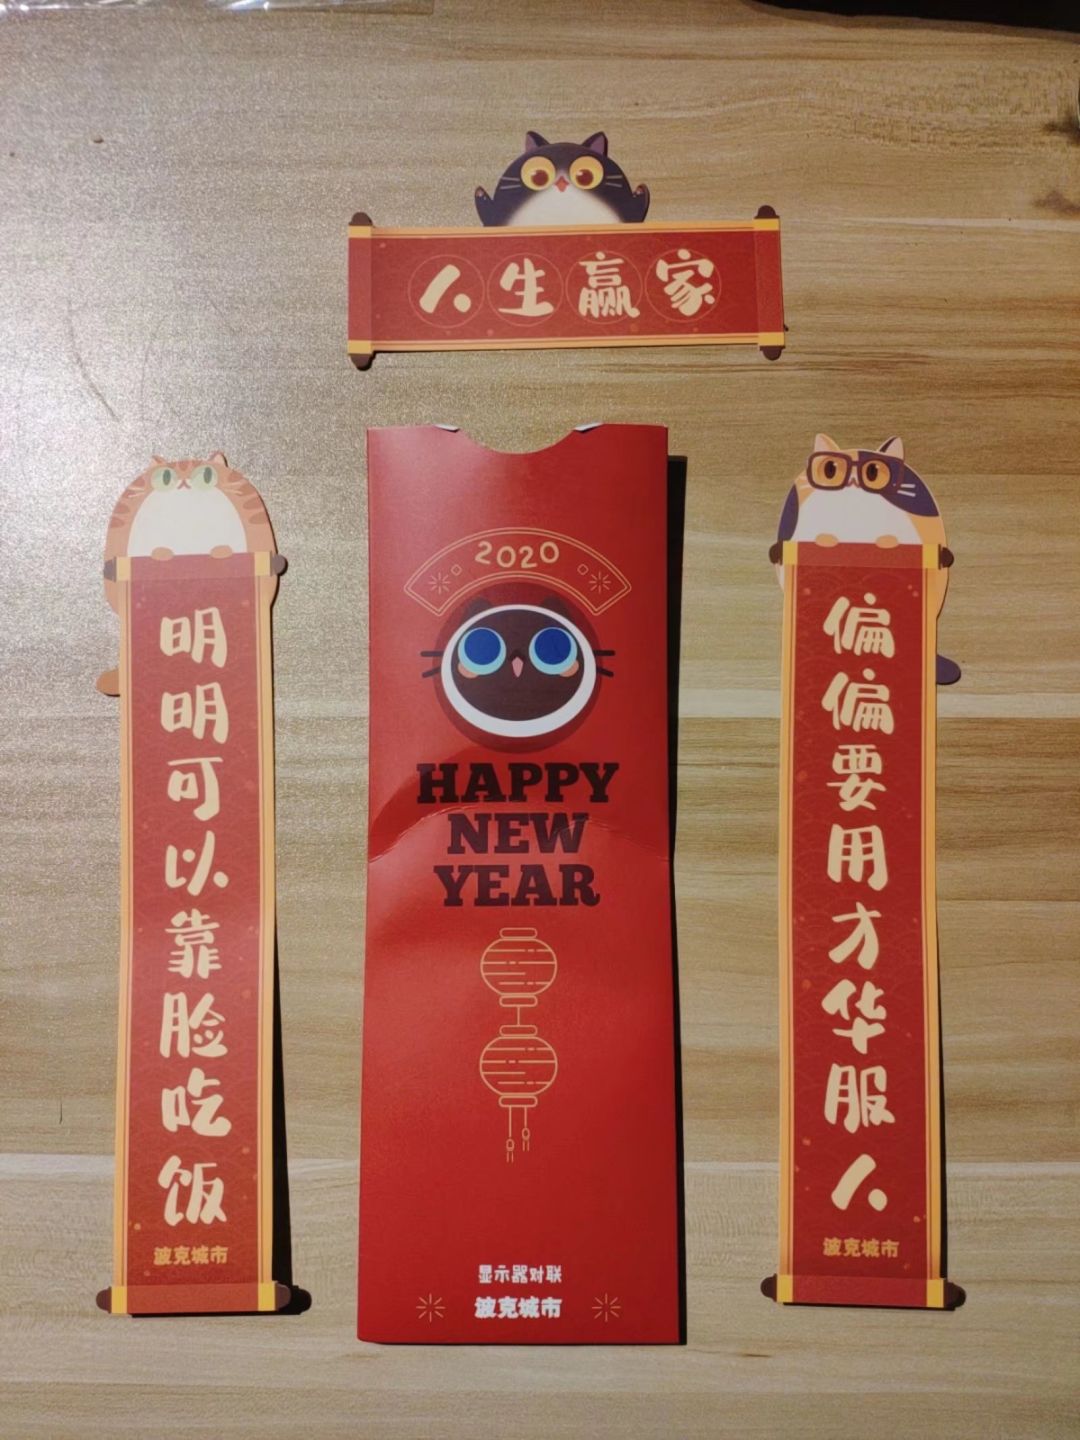 人生赢家
明明可以靠脸吃饭
波克城市
2020
HAPPY
NEW
YEAR
显示器对联
波克城市
偏偏要用才华服人
波克城市